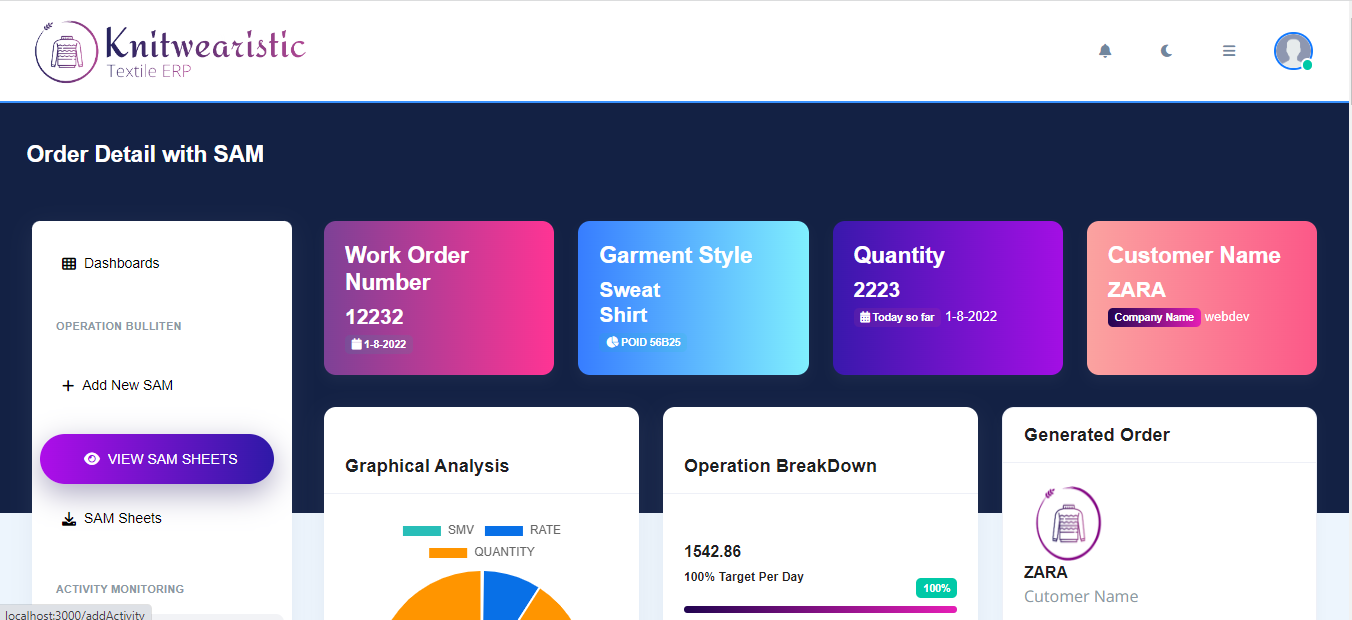 Knitwearistic
Textile ERP
Order Detail with SAM
Dashboards
OPERATION BULLITEN
Add New SAM
VIEW SAM SHEETS
SAM Sheets
ACTIVITY MONITORING
localhost:3000/addActivity
Work Order
Number
12232
1-8-2022
Garment Style
Sweat
Shirt
POID 56B25
Quantity
2223
Today so far 1-8-2022
Customer Name
ZARA
Company Name webdev
Graphical Analysis
SMV RATE
QUANTITY
Operation BreakDown
1542.86
100% Target Per Day
100%
Generated Order
ZARA
Cutomer Name